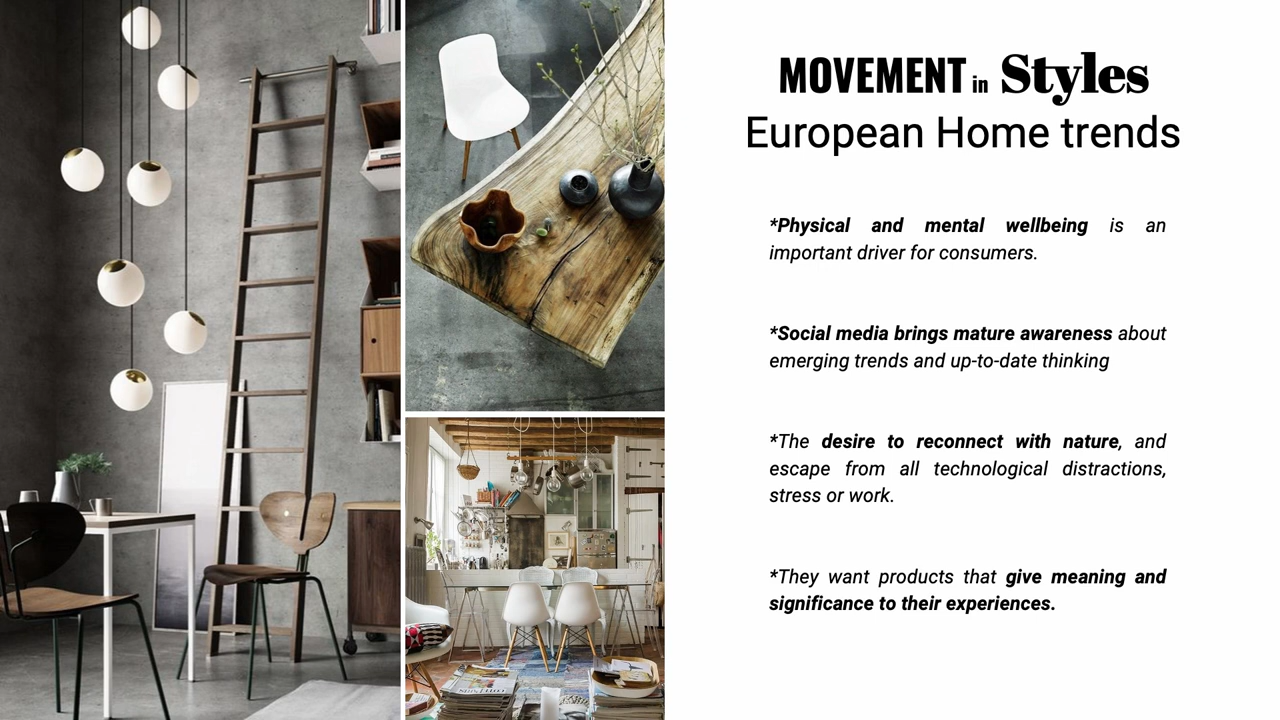 MOVEMENT in Styles
European Home trends
*Physical and mental wellbeing is an
important driver for consumers.
*Social media brings mature awareness about
emerging trends and up-to-date thinking
*The desire to reconnect with nature, and
escape from all technological distractions,
stress or work.
*They want products that give meaning and
significance to their experiences.